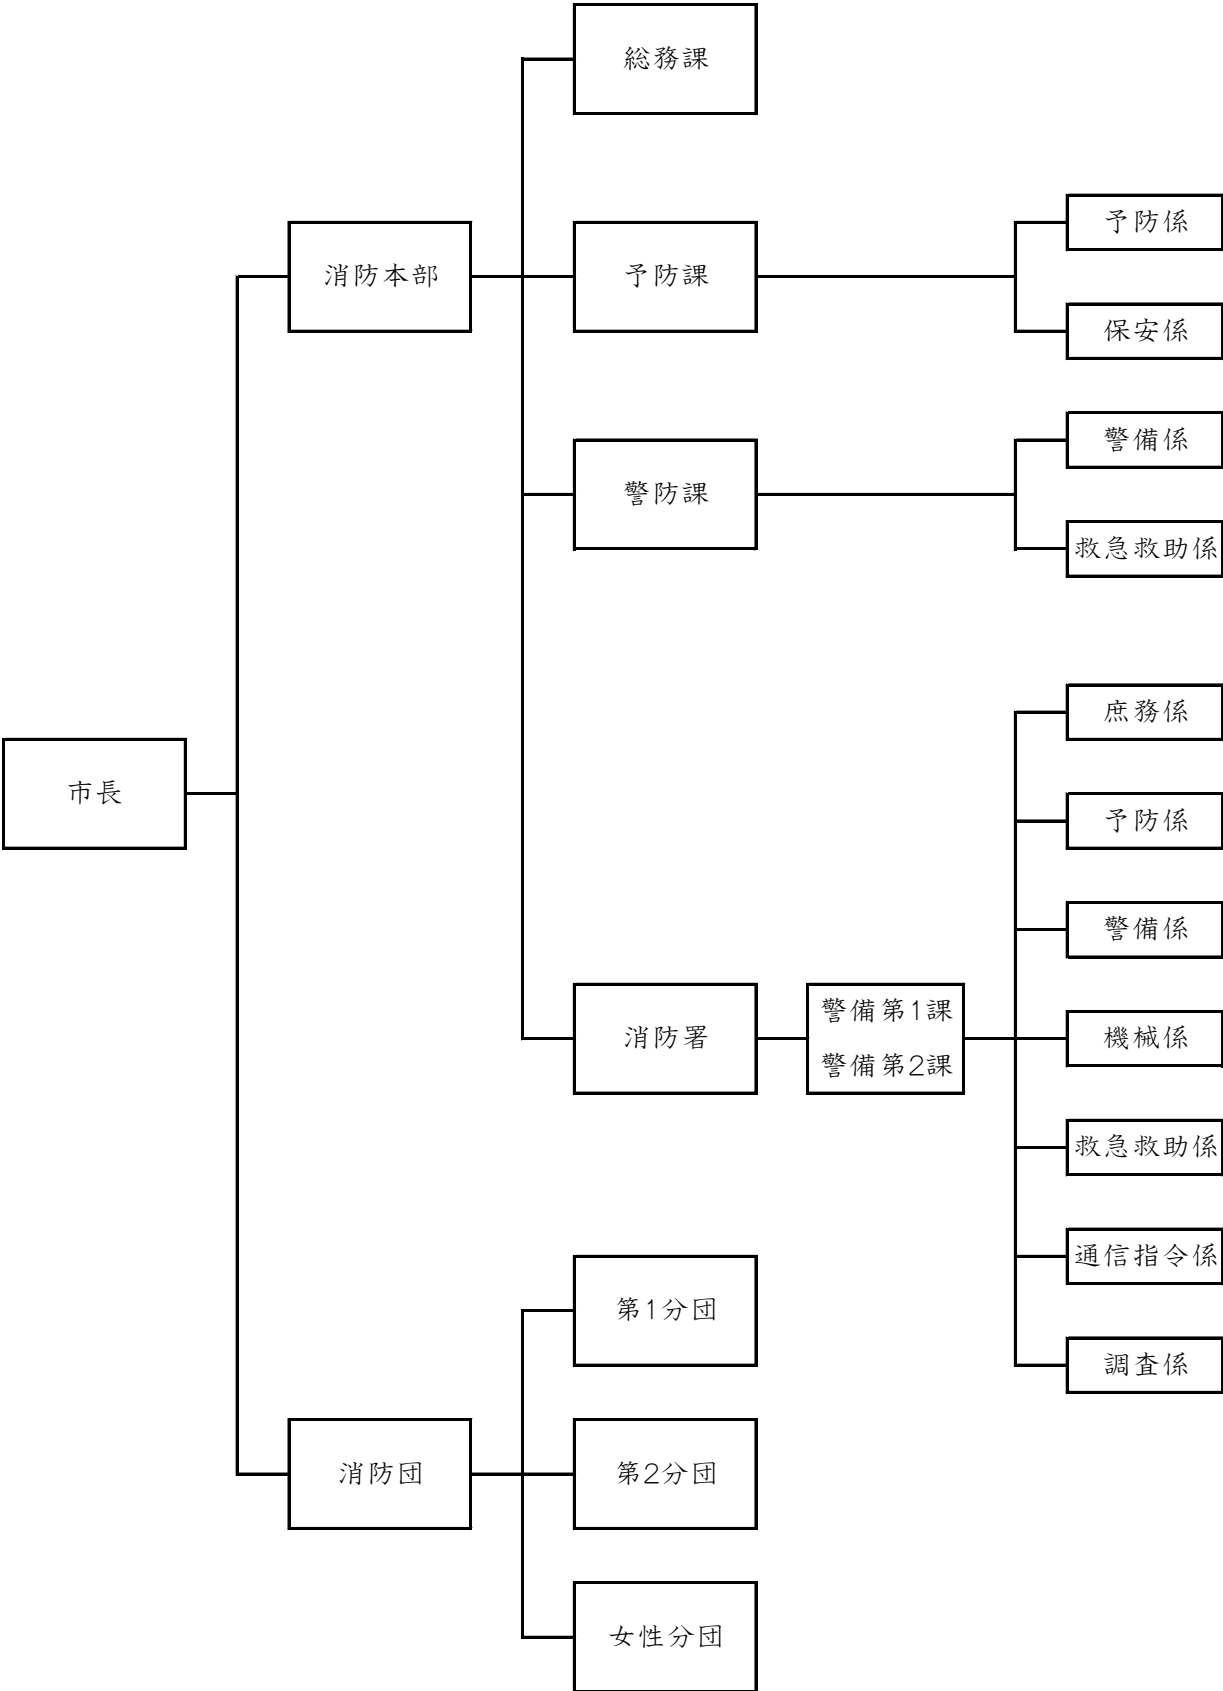 総務課
予防係
消防本部
予防課
保安係
警備係
警防課
救急救助係
庶務係
市長
予防係
警備係
警備第1課
消防署
機械係
警備第2課
救急救助係
通信指令係
第1分団
調査係
消防団
第2分団
女性分団